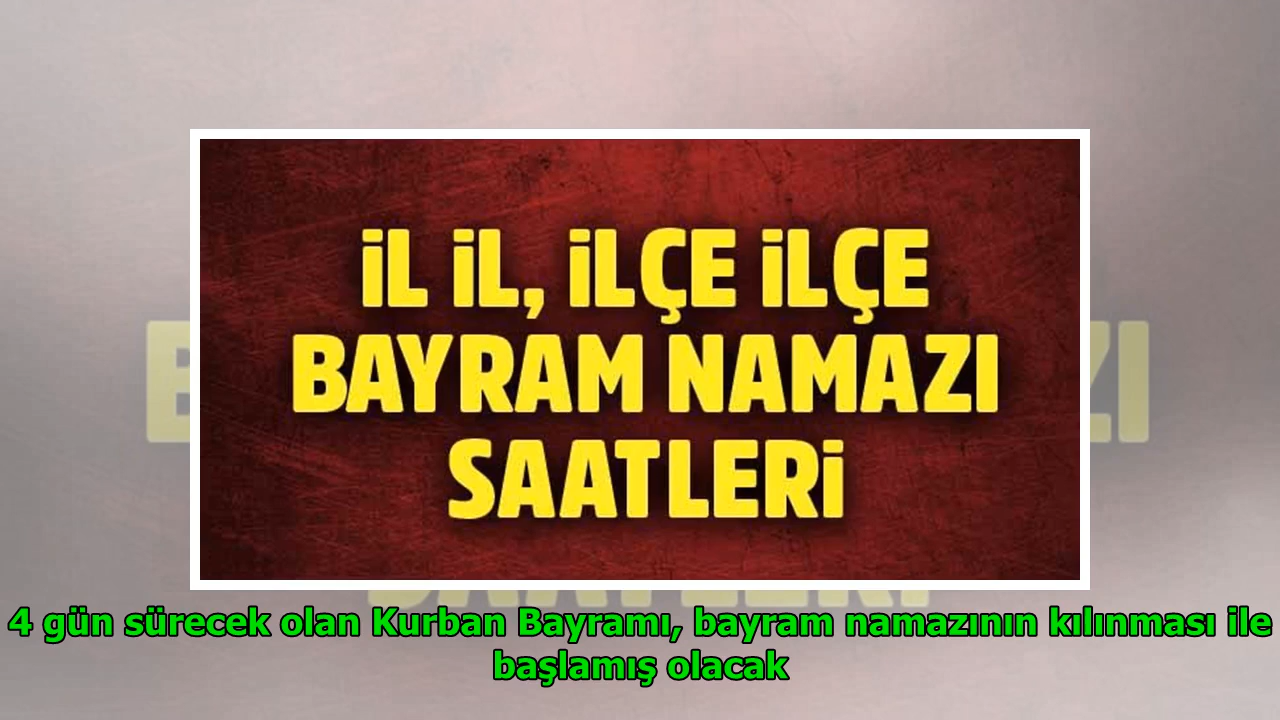 İL İL, İLÇE İLÇE
BAYRAM NAMAZI
SAATLERİ
4 gün sürecek olan Kurban Bayramı, bayram namazının kılınması ile
başlamış olacak